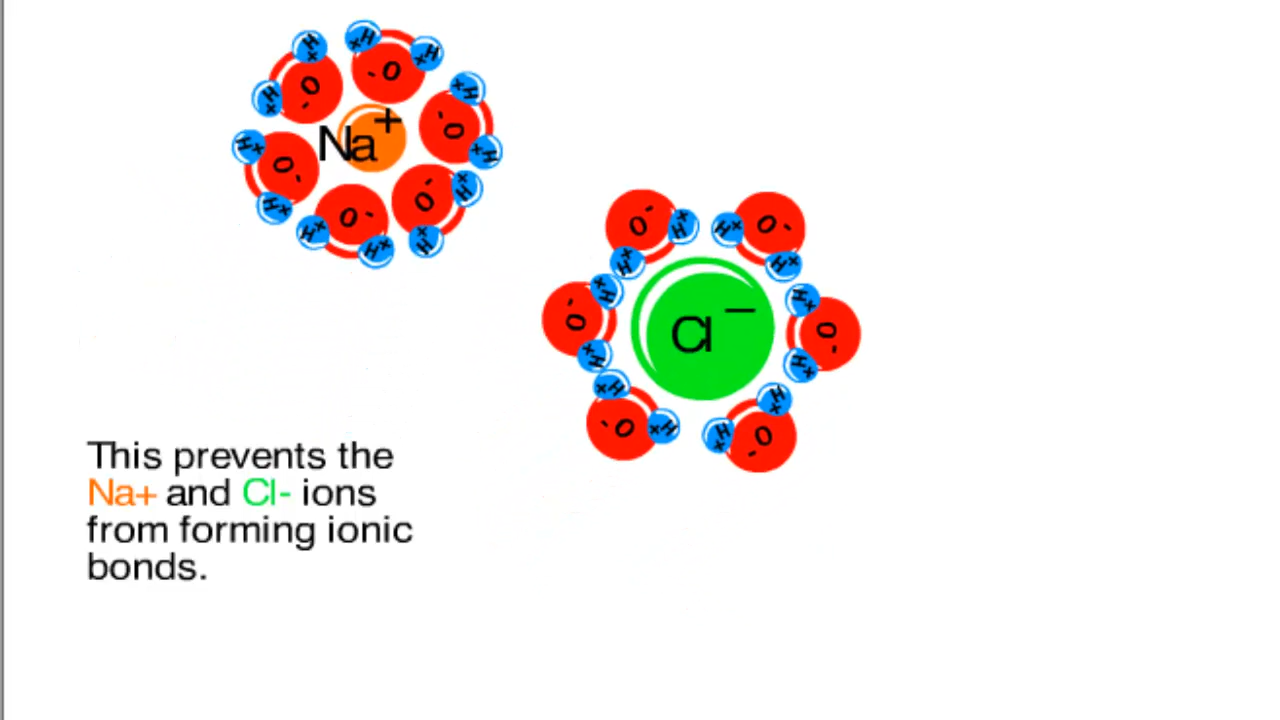 H+
H+
H+
O-
O-
H+
H+
H+
Na+
O-
H+
O-
H+
O-
H+
H+
O-
H+
H+
H+
O-
H+
H+
O-
H+
H+
H+
H+
O-
Cl-
O-
H+
H+
H+
H+
O-
H+
H+
O-
This prevents the
Na+ and Cl- ions
from forming ionic
bonds.